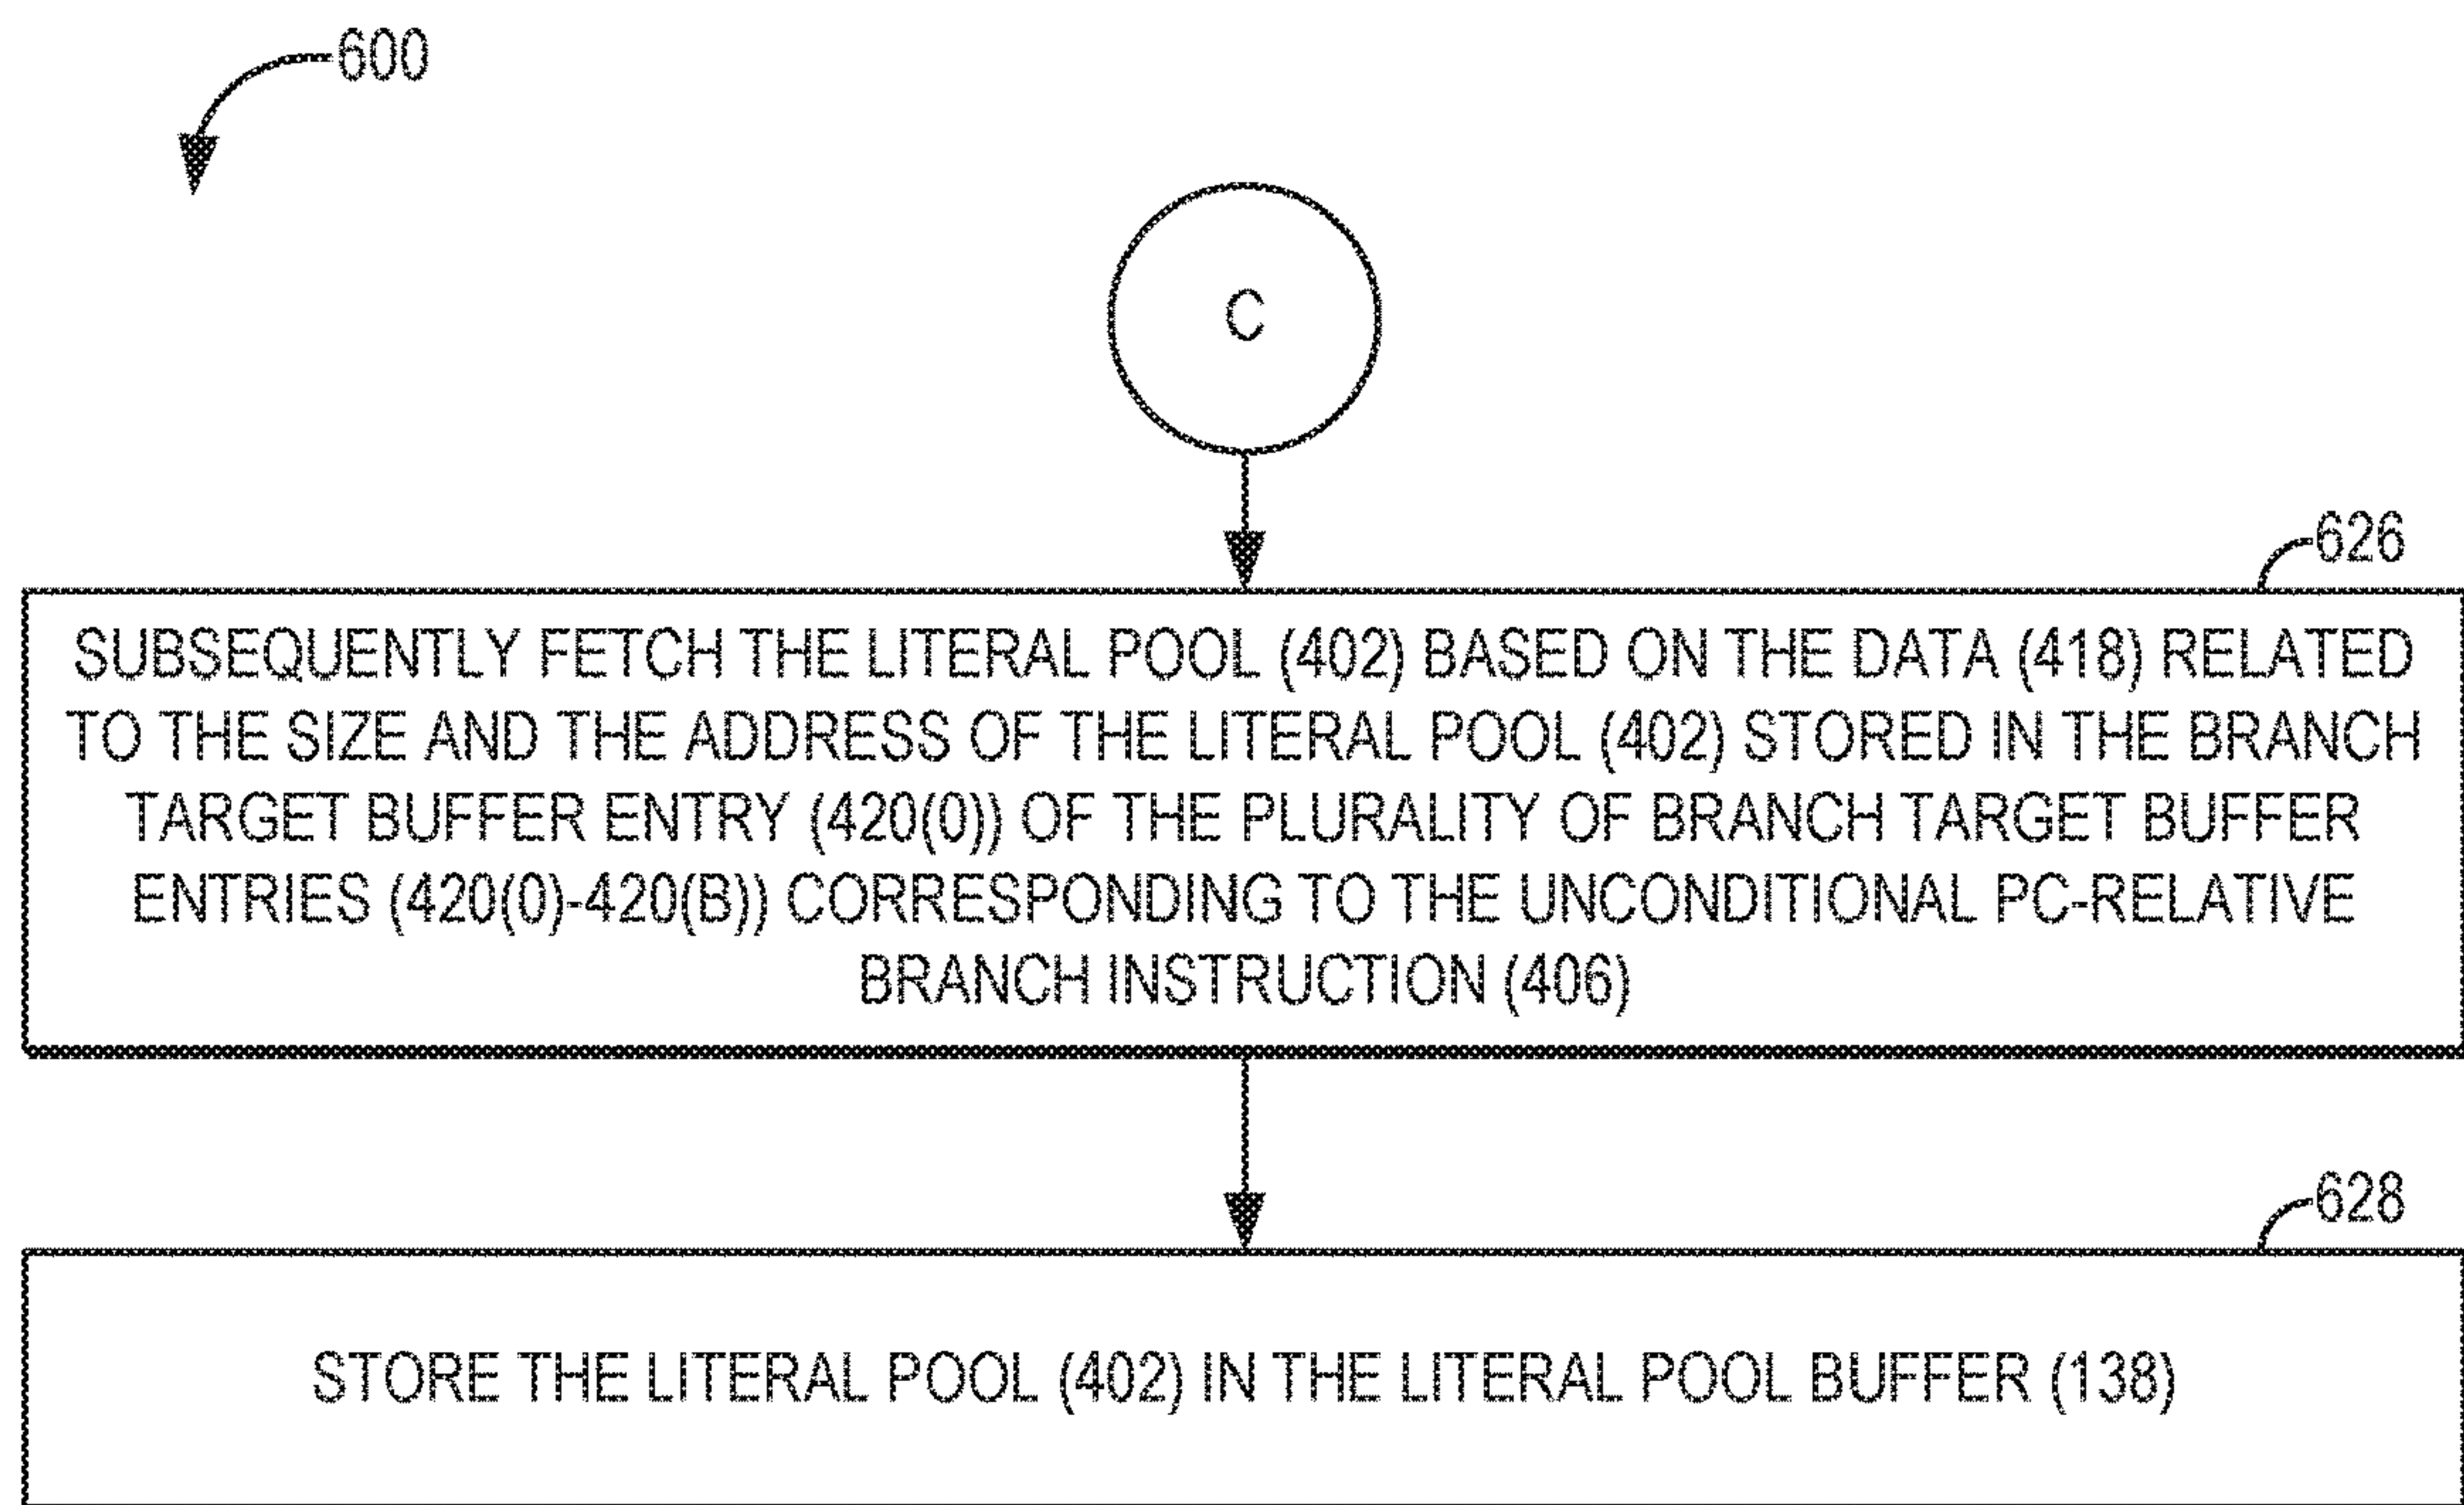 600
C
626
SUBSEQUENTLY FETCH THE LITERAL POOL (402) BASED ON THE DATA (418) RELATED
TO THE SIZE AND THE ADDRESS OF THE LITERAL POOL (402) STORED IN THE BRANCH
TARGET BUFFER ENTRY (420(0)) OF THE PLURALITY OF BRANCH TARGET BUFFER
ENTRIES (420(0)-420(B)) CORRESPONDING TO THE UNCONDITIONAL PC-RELATIVE
BRANCH INSTRUCTION (406)
628
STORE THE LITERAL POOL (402) IN THE LITERAL POOL BUFFER (138)